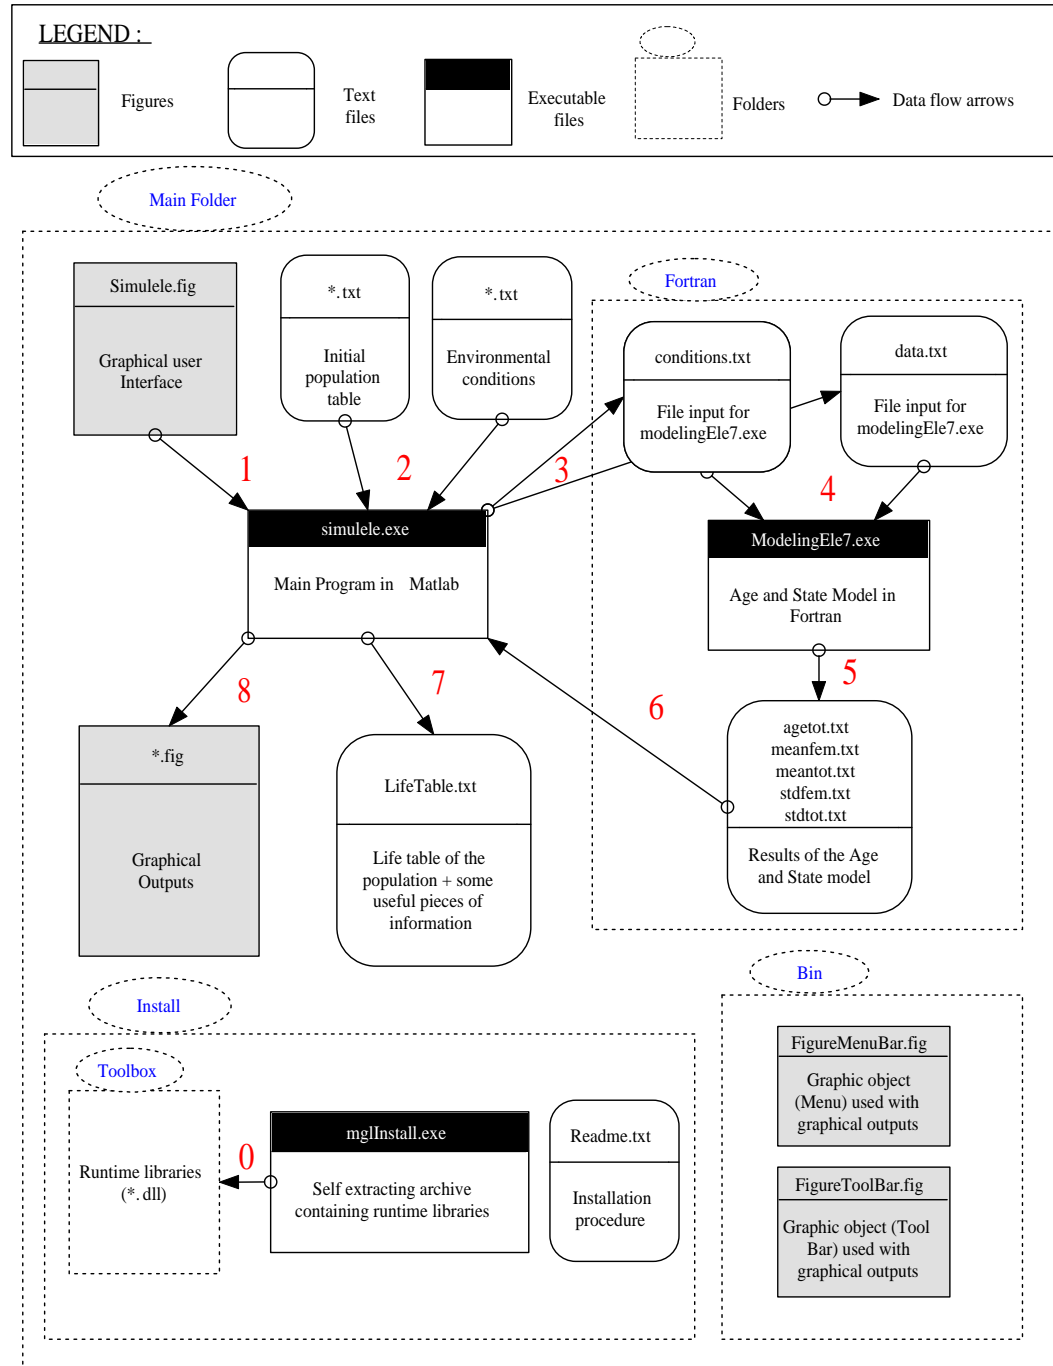 LEGEND :
Figures
Text
files
Executable
files
Folders
Data flow arrows
Main Folder
Simulele.fig
Graphical user
Interface
*.txt
Initial
population
table
*.txt
Environmental
conditions
Fortran
conditions.txt
File input for
modelingEle7.exe
data.txt
File input for
modelingEle7.exe
1
2
3
4
simulele.exe
Main Program in Matlab
ModelingEle7.exe
Age and State Model in
Fortran
5
6
7
8
*.fig
Graphical
Outputs
LifeTable.txt
Life table of the
population + some
useful pieces of
information
agetot.txt
meanfem.txt
meantot.txt
stdfem.txt
stdtot.txt
Results of the Age
and State model
Install
Toolbox
Runtime libraries
(*.dll)
0
mglInstall.exe
Self extracting archive
containing runtime libraries
Readme.txt
Installation
procedure
Bin
FigureMenuBar.fig
Graphic object
(Menu) used with
graphical outputs
FigureToolBar.fig
Graphic object (Tool
Bar) used with
graphical outputs